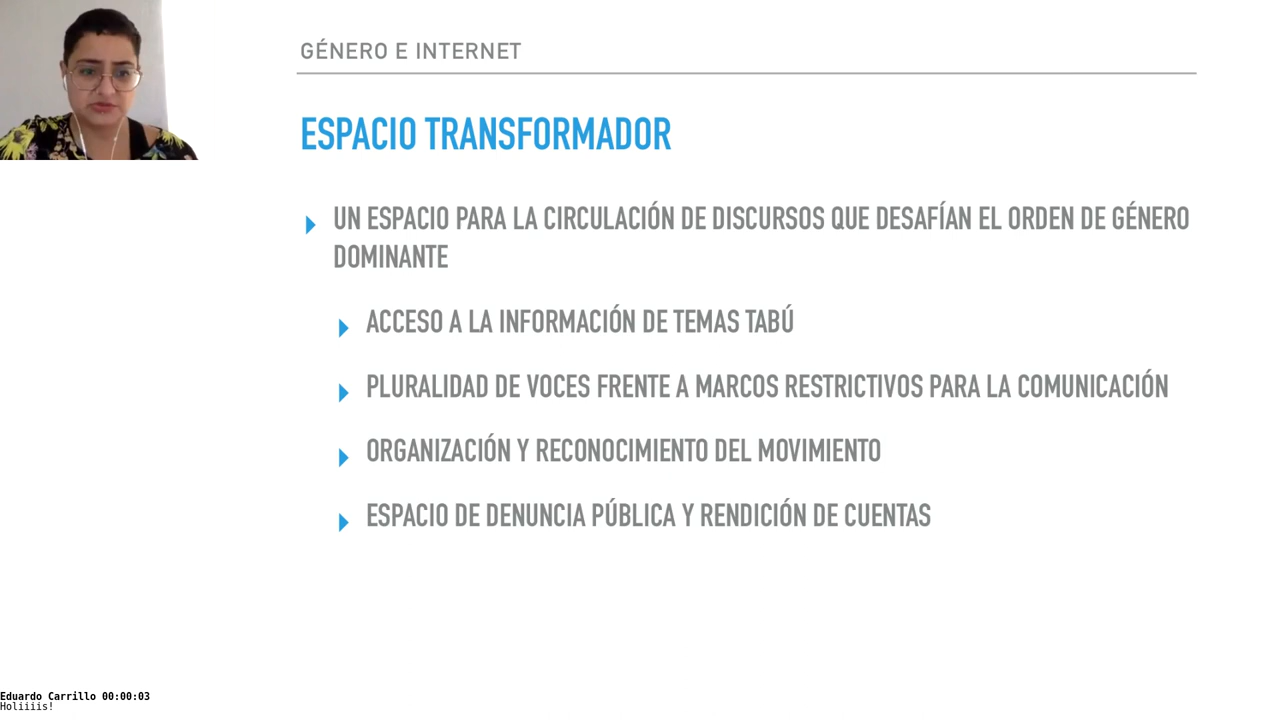 GÉNERO E INTERNET
ESPACIO TRANSFORMADOR
UN ESPACIO PARA LA CIRCULACIÓN DE DISCURSOS QUE DESAFÍAN EL ORDEN DE GÉNERO
DOMINANTE
ACCESO A LA INFORMACIÓN DE TEMAS TABÚ
PLURALIDAD DE VOCES FRENTE A MARCOS RESTRICTIVOS PARA LA COMUNICACIÓN
ORGANIZACIÓN Y RECONOCIMIENTO DEL MOVIMIENTO
ESPACIO DE DENUNCIA PÚBLICA Y RENDICIÓN DE CUENTAS
Eduardo Carrillo 00:00:03
Holiiiis!